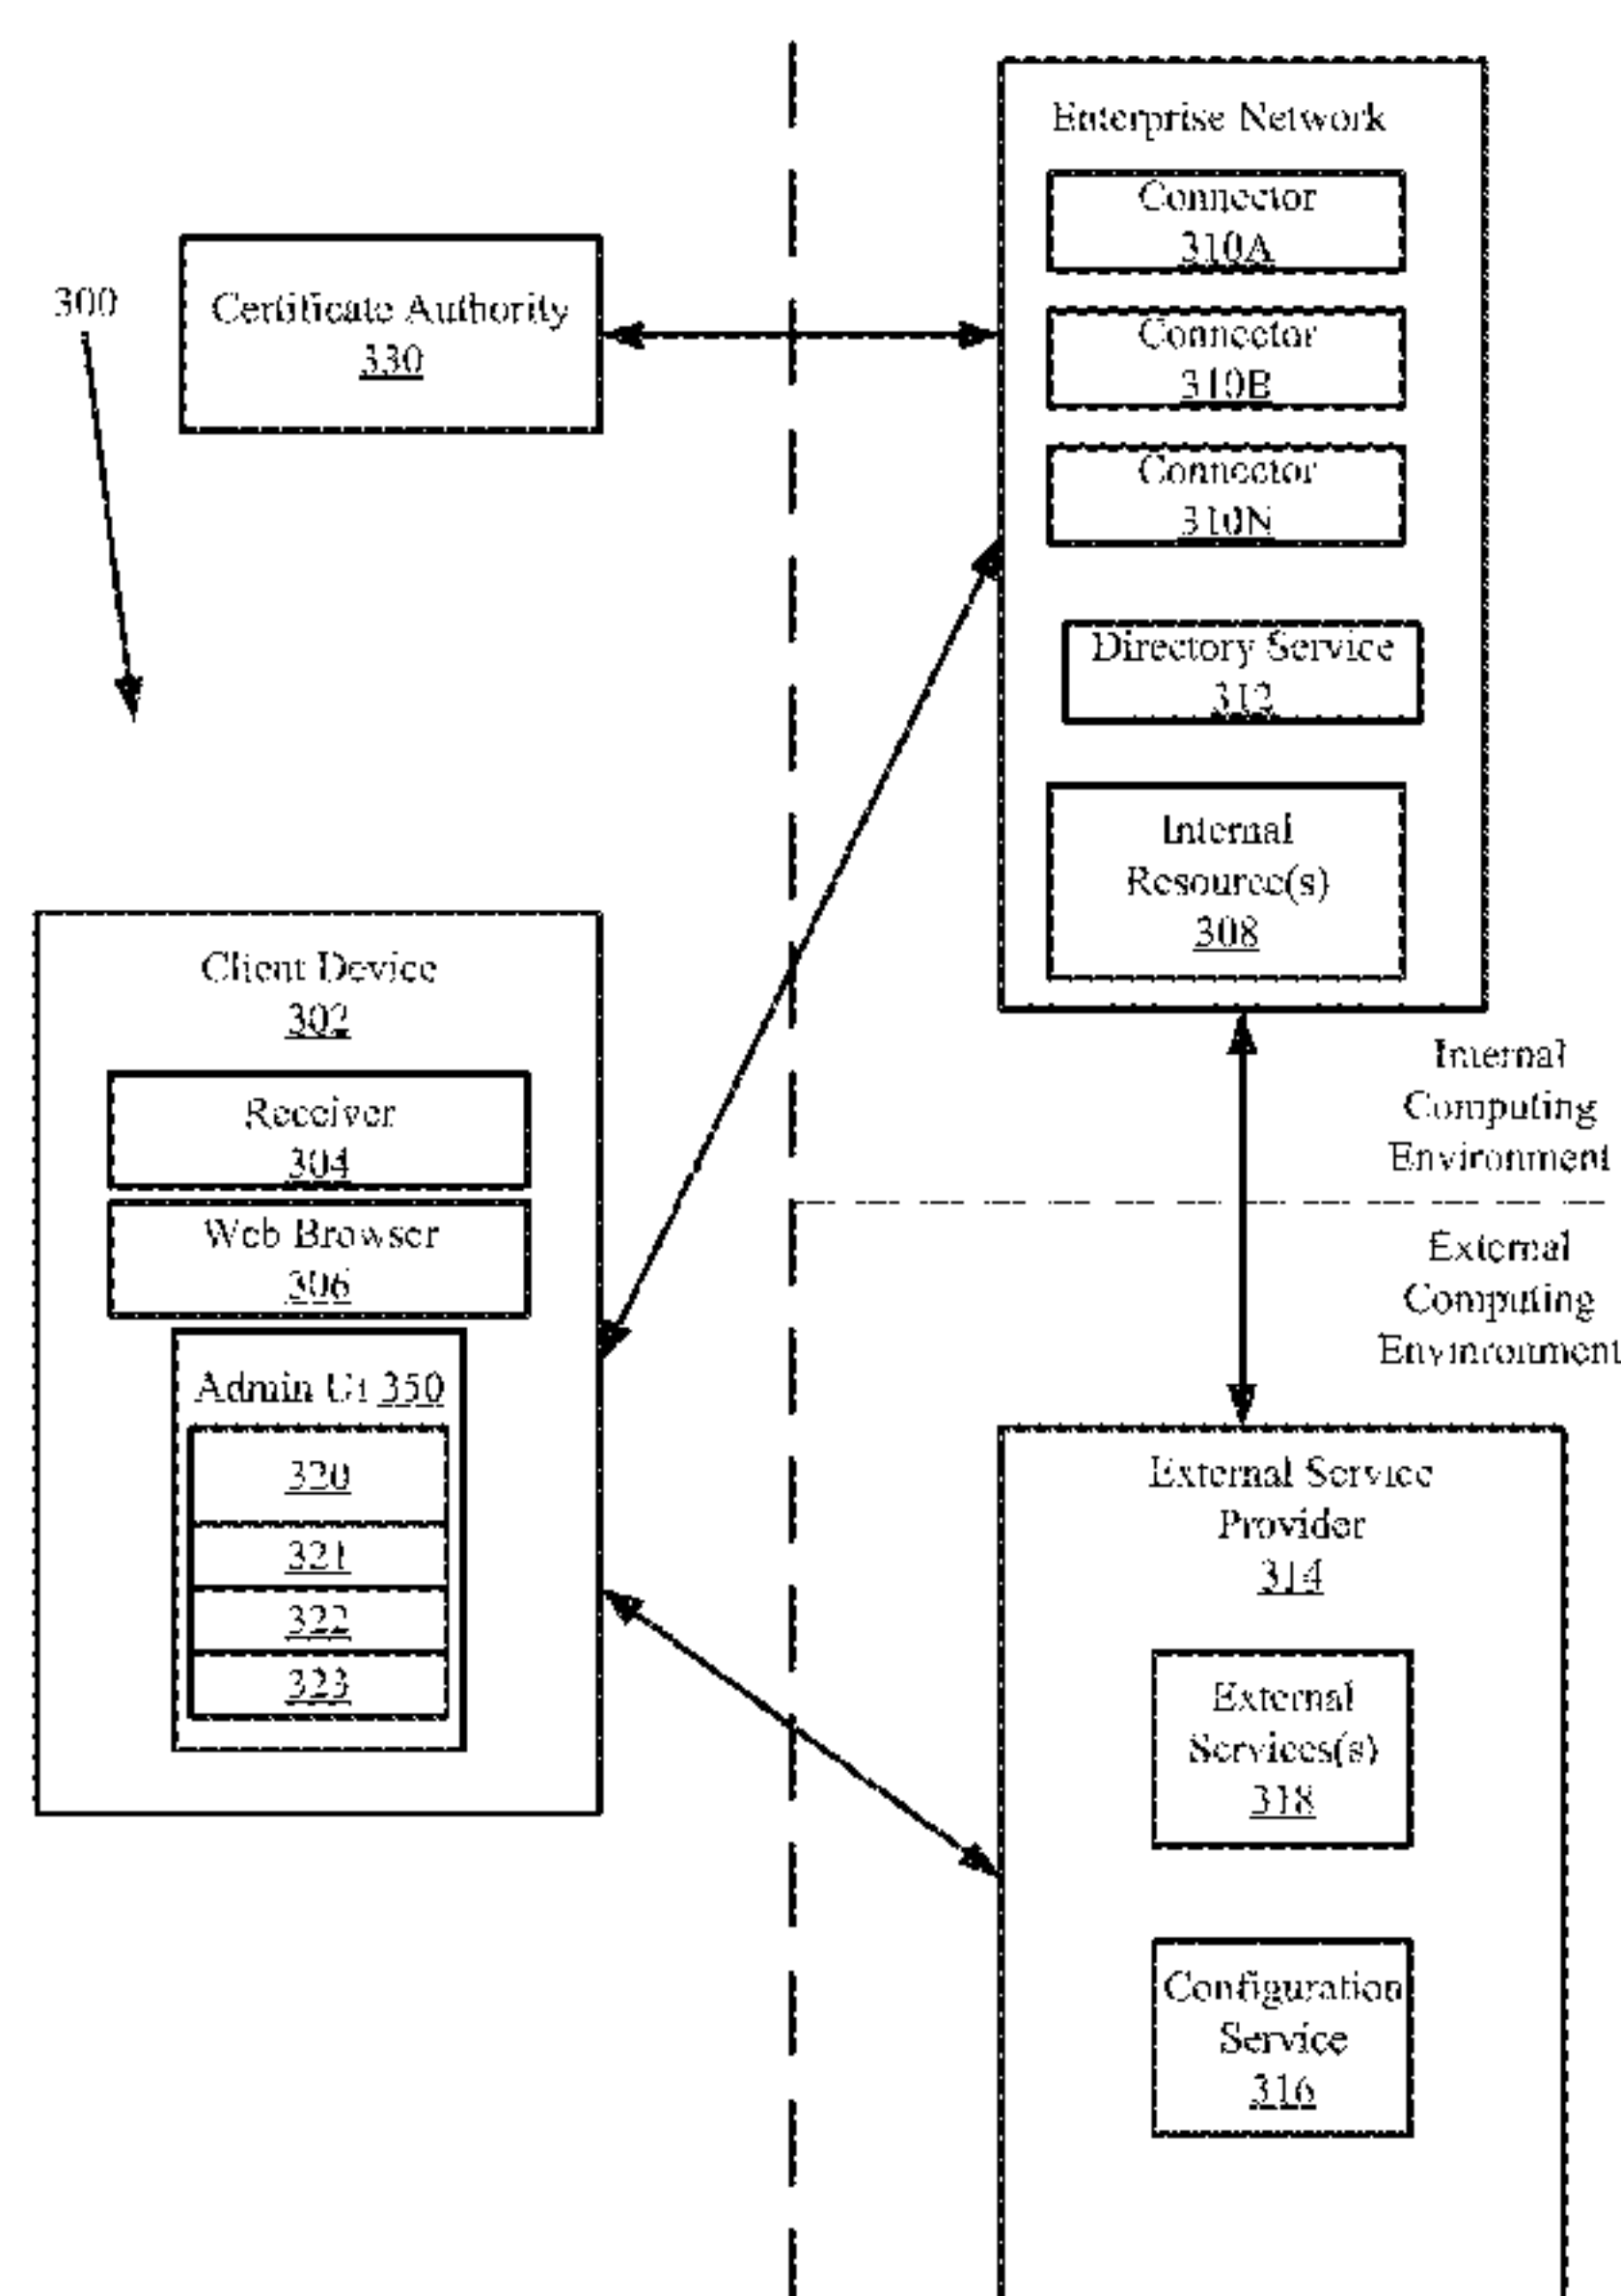 300
Certificate Authority
330
Enterprise Network
Connector
310A
Connector
310B
Connector
310N
Directory Service
312
Internal
Resource(s)
308
Client Device
302
Receiver
304
Web Browser
306
Admin Ui 350
320
321
322
323
Internal
Computing
Environment
External
Computing
Envinronment
External Service
Provider
314
External
Services(s)
318
Configuration
Service
316